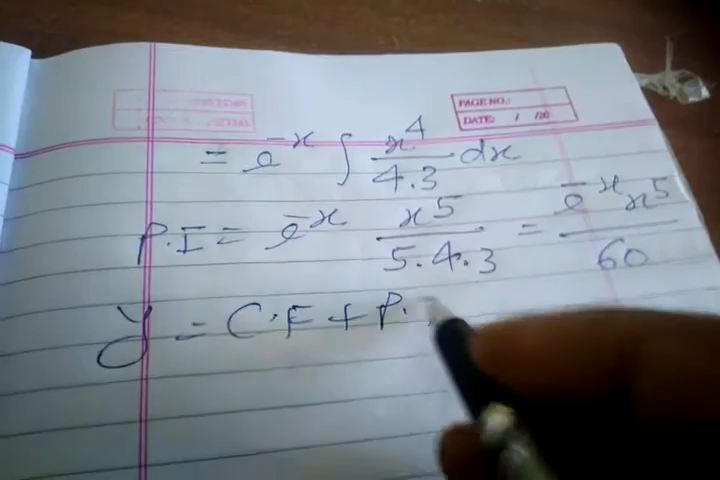 PAGE NO.:
DATE: / /20
= e^-x ∫ x^4/4.3 dx
P.I = e^-x x^5/5.4.3 = e^-x x^5/60
y = C.F + P.